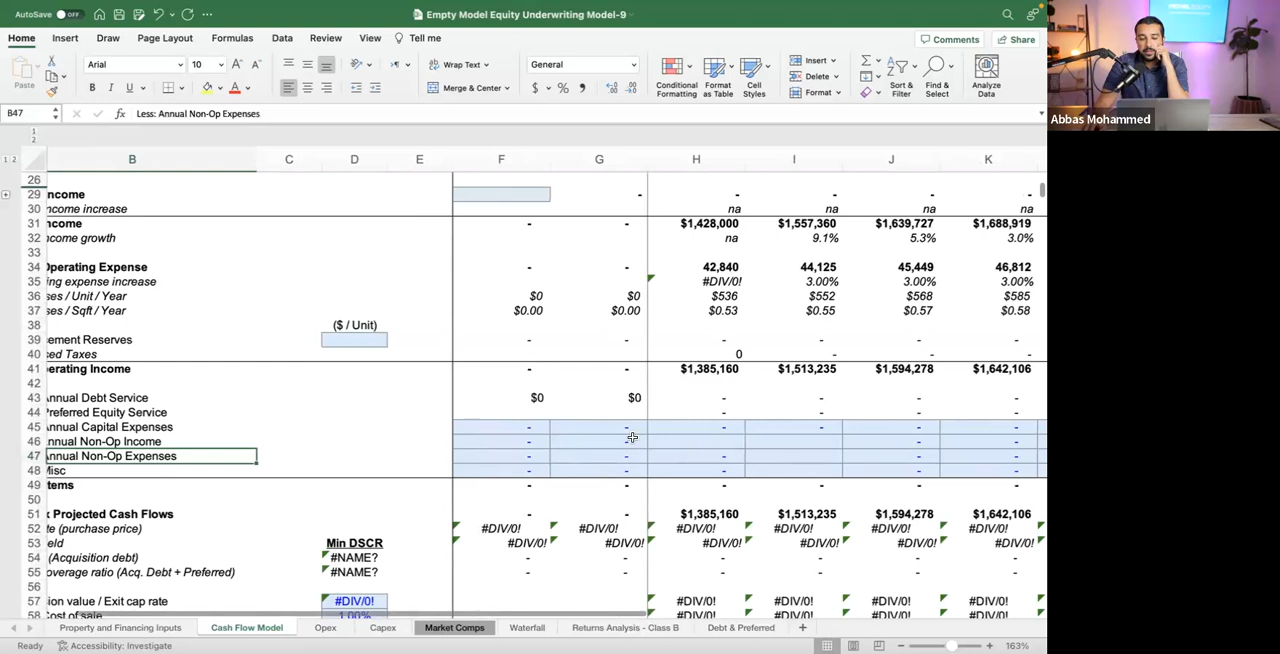 AutoSave OFF ··· Empty Model Equity Underwriting Model-9
Home Insert Draw Page Layout Formulas Data Review View Tell me Comments Share
Paste Arial 10 A A Wrap Text General Insert Delete Format Conditional Formatting Format as Table Cell Styles Sort & Filter Find & Select Analyze Data
B I U A Merge & Center $ %
B47 fx Less: Annual Non-Op Expenses
1
2
1 2 B C D E F G H I J K
26
29 ncome - - - - -
30 ncome increase na na na na
31 ncome - - $1,428,000 $1,557,360 $1,639,727 $1,688,919
32 ncome growth na 9.1% 5.3% 3.0%
33
34 Operating Expense - - 42,840 44,125 45,449 46,812
35 ing expense increase #DIV/0! 3.00% 3.00% 3.00%
36 ses / Unit / Year $0 $0 $536 $552 $568 $585
37 ses / Sqft / Year $0.00 $0.00 $0.53 $0.55 $0.57 $0.58
38 ($ / Unit)
39 ement Reserves - - - - - -
40 ed Taxes 0 - - -
41 erating Income - - $1,385,160 $1,513,235 $1,594,278 $1,642,106
42
43 Annual Debt Service $0 $0 - - - -
44 Preferred Equity Service - - - -
45 Annual Capital Expenses - - - - - -
46 Annual Non-Op Income - -
47 Annual Non-Op Expenses - - - - -
48 Misc - - - - -
49 tems - - - - - -
50
51 x Projected Cash Flows - - $1,385,160 $1,513,235 $1,594,278 $1,642,106
52 te (purchase price) #DIV/0! #DIV/0! #DIV/0! #DIV/0! #DIV/0! #DIV/0!
53 eld Min DSCR #DIV/0! #DIV/0! #DIV/0! #DIV/0! #DIV/0! #DIV/0!
54 (Acquisition debt) #NAME? - - - - - -
55 overage ratio (Acq. Debt + Preferred) #NAME? - - - - - -
56
57 ion value / Exit cap rate #DIV/0! #DIV/0! #DIV/0! #DIV/0! #DIV/0!
58 Cost of sale 1.00% #DIV/0! #DIV/0! #DIV/0! #DIV/0!
Property and Financing Inputs Cash Flow Model Opex Capex Market Comps Waterfall Returns Analysis - Class B Debt & Preferred +
Ready Accessibility: Investigate 163%
Abbas Mohammed